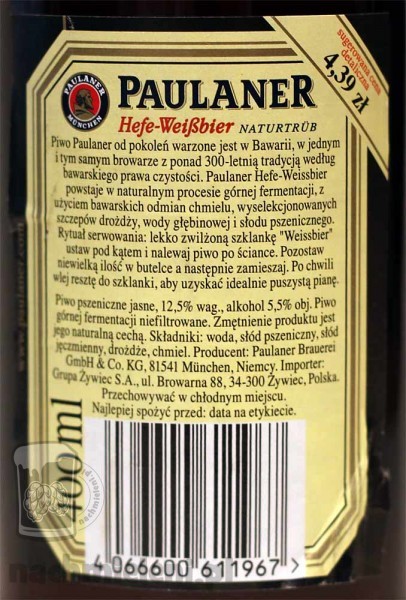 sugerowana cena
detaliczna
4,39 zł
PAULANER
MÜNCHEN
PAULANER
Hefe-Weißbier NATURTRÜB
Piwo Paulaner od pokoleń warzone jest w Bawarii, w jednym
i tym samym browarze z ponad 300-letnią tradycją według
bawarskiego prawa czystości. Paulaner Hefe-Weissbier
powstaje w naturalnym procesie górnej fermentacji, z
użyciem bawarskich odmian chmielu, wyselekcjonowanych
szczepów drożdży, wody głębinowej i słodu pszenicznego.
Rytuał serwowania: lekko zwilżoną szklankę "Weissbier"
ustaw pod kątem i nalewaj piwo po ściance. Pozostaw
niewielką ilość w butelce a następnie zamieszaj. Po chwili
wlej resztę do szklanki, aby uzyskać idealnie puszystą pianę.
Piwo pszeniczne jasne, 12,5% wag., alkohol 5,5% obj. Piwo
górnej fermentacji niefiltrowane. Zmętnienie produktu jest
jego naturalną cechą. Składniki: woda, słód pszeniczny, słód
jęczmienny, drożdże, chmiel. Producent: Paulaner Brauerei
GmbH & Co. KG, 81541 München, Niemcy. Importer:
Grupa Żywiec S.A., ul. Browarna 88, 34-300 Żywiec, Polska.
Przechowywać w chłodnym miejscu.
Najlepiej spożyć przed: data na etykiecie.
www.paulaner.com
400 ml
4 066600 611967 >
nachmieleni.pl